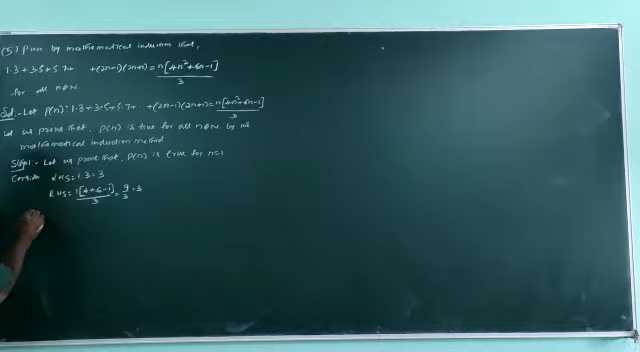 (5) Prove by mathematical induction that,
1.3+3.5+5.7+.. +(2n-1)(2n+1)=n[4n²+6n-1]/3
for all n∈N.
Sol:- Let P(n): 1.3+3.5+5.7+.. +(2n-1)(2n+1)=n[4n²+6n-1]/3
Let us prove that, P(n) is true for all n∈N. by the
mathematical induction method
Step1:- Let us prove that, P(n) is true for n=1
Consider LHS=1.3=3
RHS=1[4+6-1]/3=9/3=3